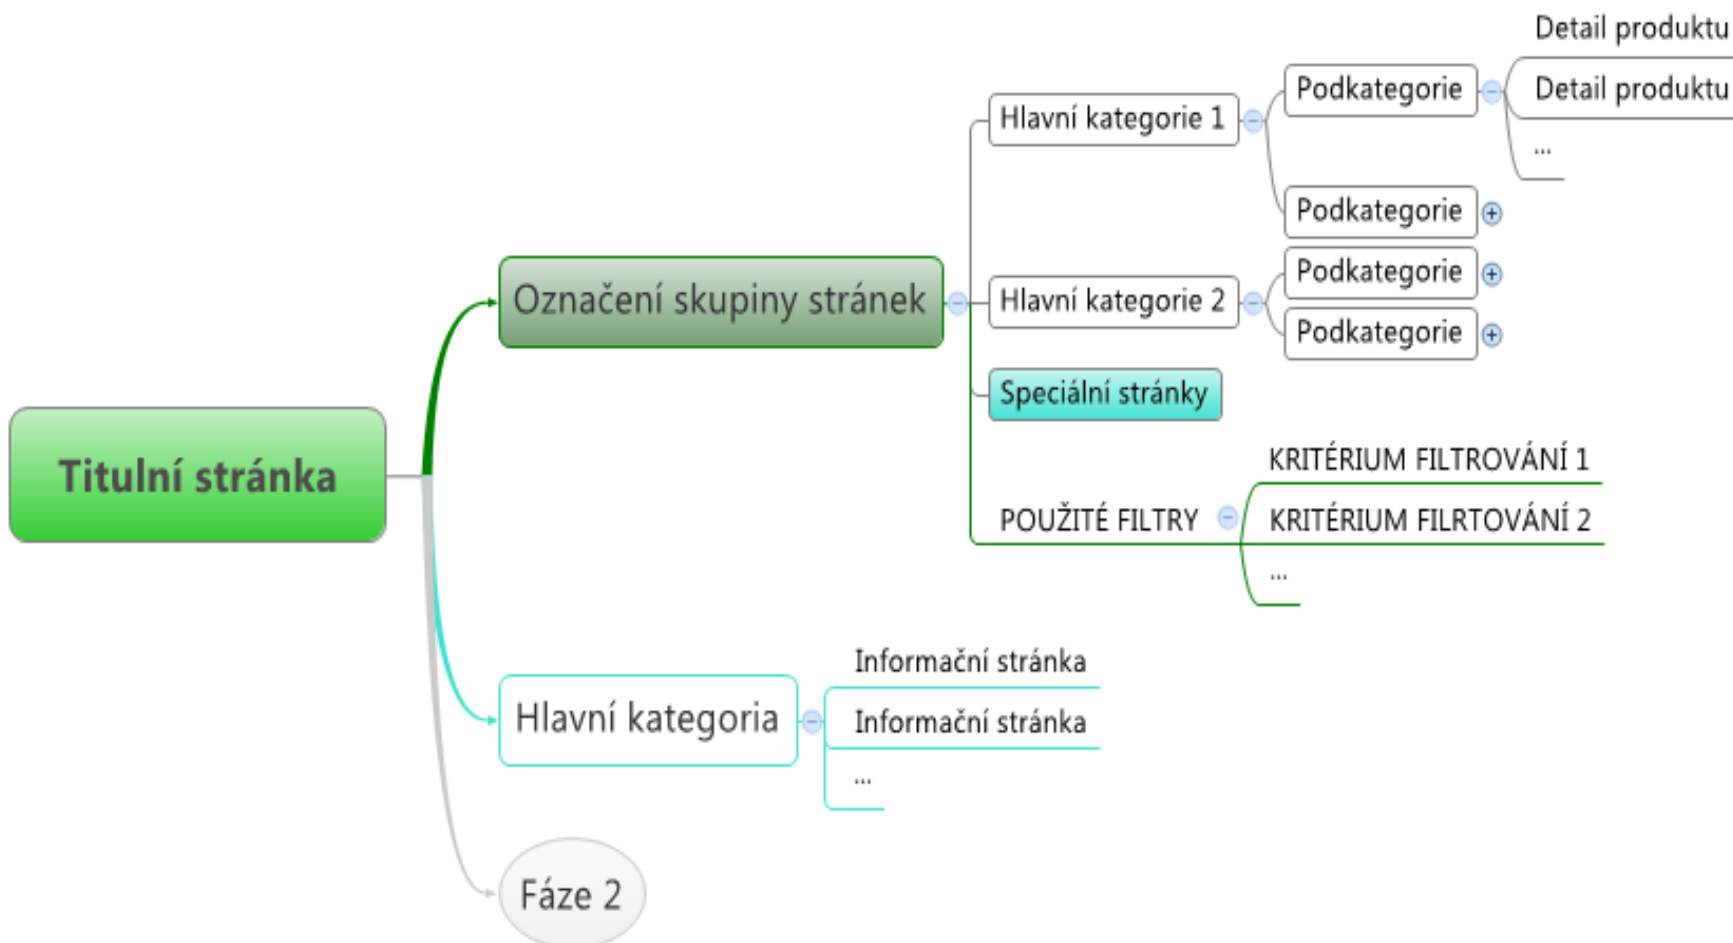 Detail produktu
Podkategorie
Detail produktu
Hlavní kategorie 1
...
Podkategorie
Podkategorie
Označení skupiny stránek
Hlavní kategorie 2
Podkategorie
Speciální stránky
Titulní stránka
KRITÉRIUM FILTROVÁNÍ 1
POUŽITÉ FILTRY
KRITÉRIUM FILRTOVÁNÍ 2
...
Informační stránka
Hlavní kategoria
Informační stránka
...
Fáze 2